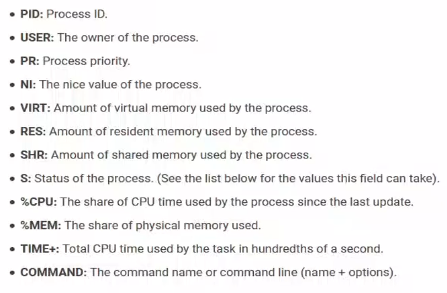 • PID: Process ID.
• USER: The owner of the process.
• PR: Process priority.
• NI: The nice value of the process.
• VIRT: Amount of virtual memory used by the process.
• RES: Amount of resident memory used by the process.
• SHR: Amount of shared memory used by the process.
• S: Status of the process. (See the list below for the values this field can take).
• %CPU: The share of CPU time used by the process since the last update.
• %MEM: The share of physical memory used.
• TIME+: Total CPU time used by the task in hundredths of a second.
• COMMAND: The command name or command line (name + options).